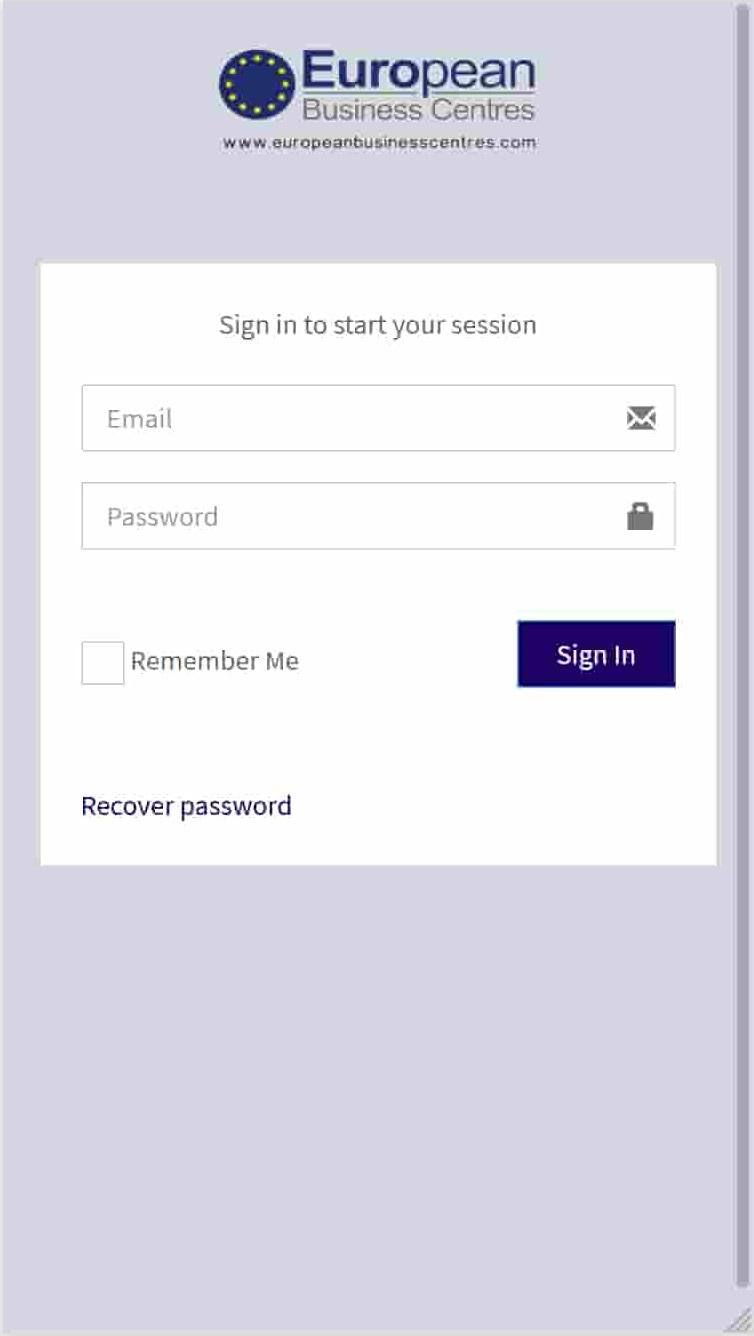 European
Business Centres
www.europeanbusinesscentres.com
Sign in to start your session
Email
Password
Remember Me
Sign In
Recover password